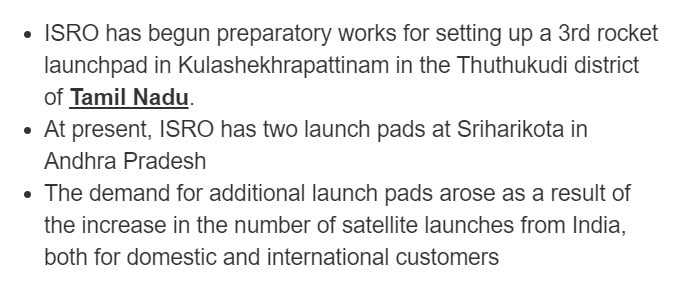 • ISRO has begun preparatory works for setting up a 3rd rocket
launchpad in Kulashekhrapattinam in the Thuthukudi district
of Tamil Nadu.
• At present, ISRO has two launch pads at Sriharikota in
Andhra Pradesh
• The demand for additional launch pads arose as a result of
the increase in the number of satellite launches from India,
both for domestic and international customers